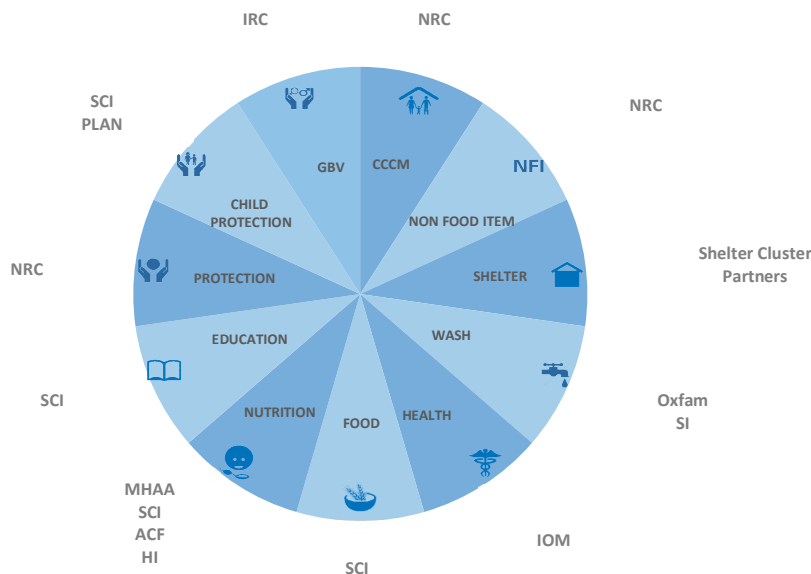 IRC
NRC
SCI
PLAN
NRC
GBV
CCCM
NFI
CHILD
PROTECTION
NON FOOD ITEM
NRC
PROTECTION
SHELTER
Shelter Cluster
Partners
EDUCATION
WASH
SCI
NUTRITION
FOOD
HEALTH
Oxfam
SI
MHAA
SCI
ACF
HI
SCI
IOM